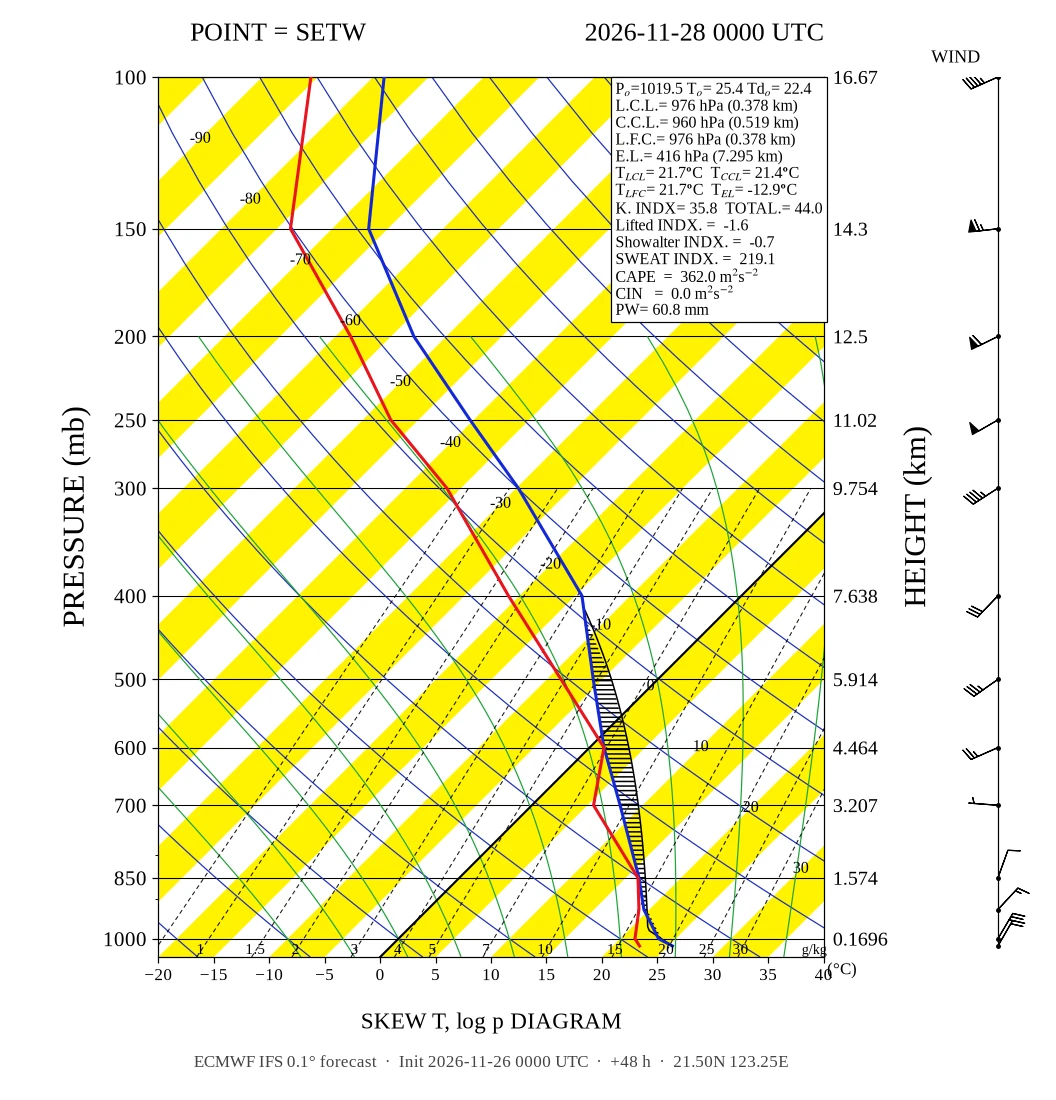 POINT = SETW
2026-11-28 0000 UTC
WIND
100
16.67
Pₒ=1019.5 Tₒ= 25.4 Tdₒ= 22.4
L.C.L.= 976 hPa (0.378 km)
C.C.L.= 960 hPa (0.519 km)
L.F.C.= 976 hPa (0.378 km)
E.L.= 416 hPa (7.295 km)
T_LCL= 21.7°C T_CCL= 21.4°C
T_LFC= 21.7°C T_EL= -12.9°C
K. INDX= 35.8 TOTAL.= 44.0
Lifted INDX. = -1.6
Showalter INDX. = -0.7
SWEAT INDX. = 219.1
CAPE = 362.0 m²s⁻²
CIN = 0.0 m²s⁻²
PW= 60.8 mm
-90
-80
150
14.3
-70
-60
200
12.5
-50
250
11.02
-40
300
9.754
-30
-20
400
7.638
-10
500
5.914
0
600
4.464
10
700
3.207
20
850
1.574
30
1000
0.1696
PRESSURE (mb)
HEIGHT (km)
1 1.5 2 3 4 5 7 10 15 20 25 30 g/kg
−20 −15 −10 −5 0 5 10 15 20 25 30 35 40 (°C)
SKEW T, log p DIAGRAM
ECMWF IFS 0.1° forecast · Init 2026-11-26 0000 UTC · +48 h · 21.50N 123.25E